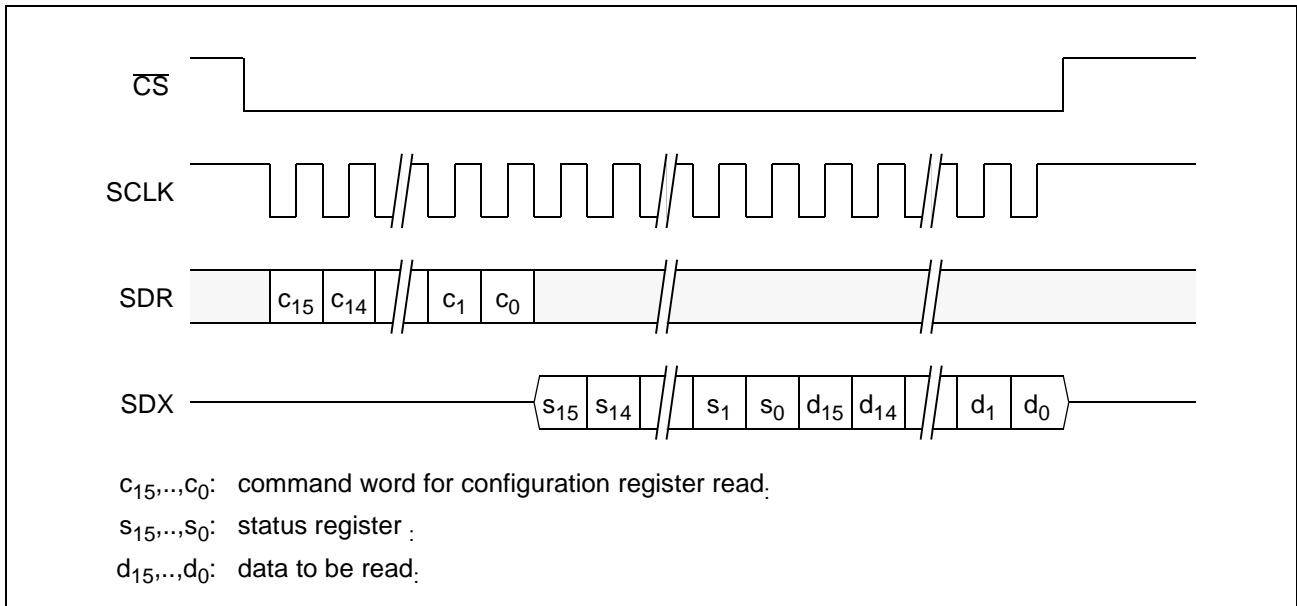 CS
SCLK
SDR c15 c14 c1 c0
SDX s15 s14 s1 s0 d15 d14 d1 d0
c15,..,c0: command word for configuration register read:
s15,..,s0: status register :
d15,..,d0: data to be read: